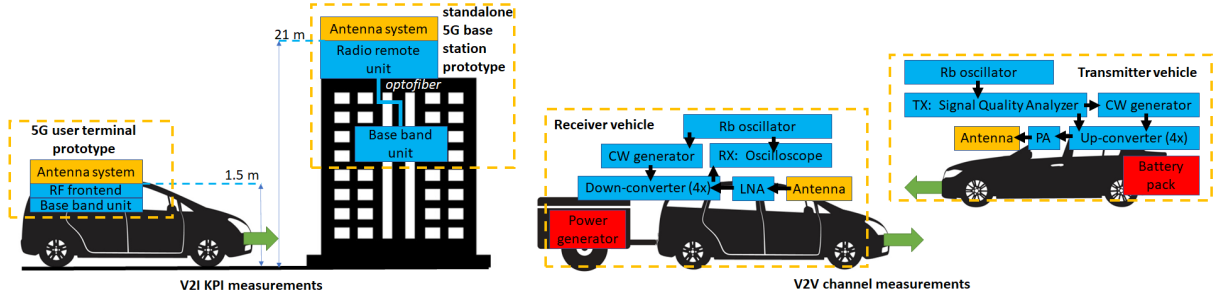 5G user terminal
prototype
Antenna system
RF frontend
Base band unit
1.5 m
21 m
Antenna system
Radio remote
unit
optofiber
Base band
unit
standalone
5G base
station
prototype
V2I KPI measurements
Receiver vehicle
Rb oscillator
CW generator
RX: Oscilloscope
Down-converter (4x)
LNA
Antenna
Power
generator
Rb oscillator
Transmitter vehicle
TX: Signal Quality Analyzer
CW generator
Antenna
PA
Up-converter (4x)
Battery
pack
V2V channel measurements